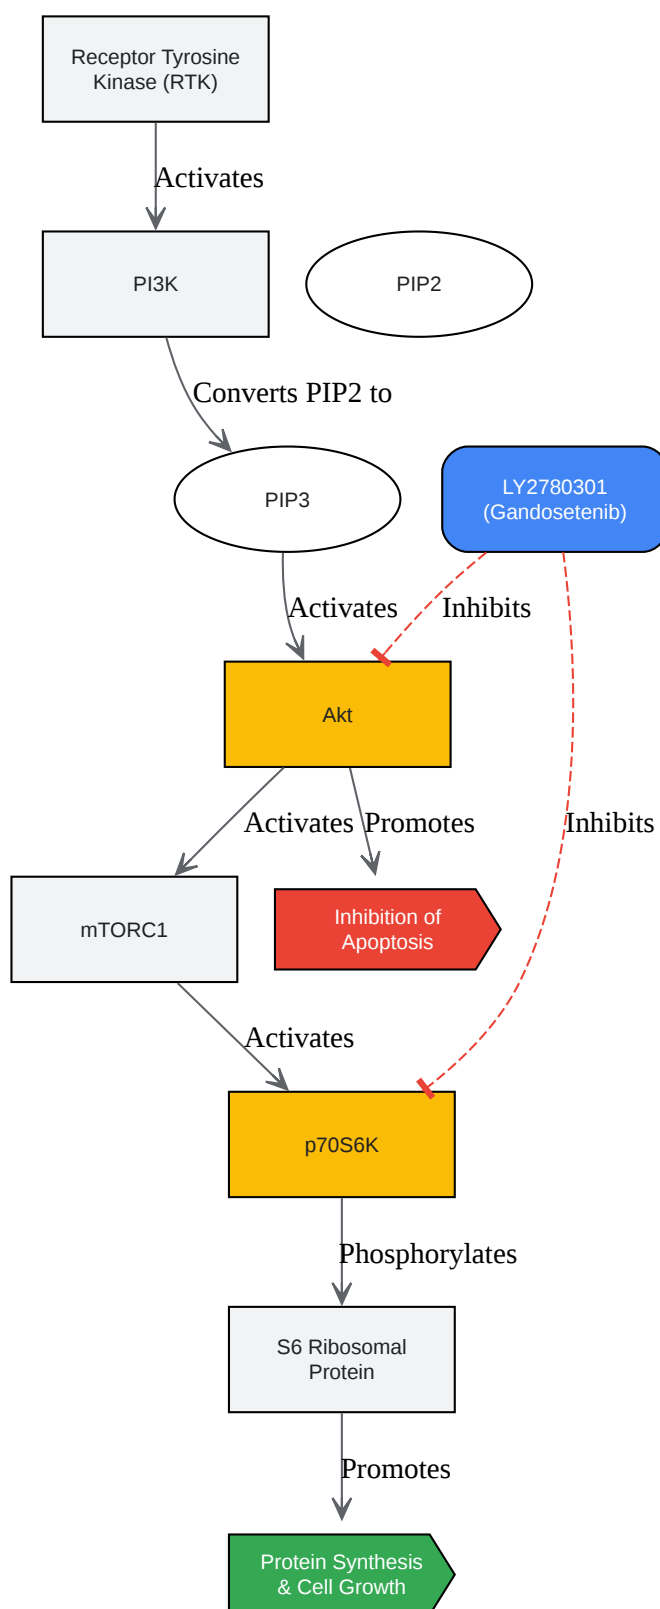 Receptor Tyrosine
Kinase (RTK)
Activates
PI3K
PIP2
Converts PIP2 to
PIP3
LY2780301
(Gandosetenib)
Activates
Inhibits
Akt
Activates
Promotes
Inhibits
mTORC1
Inhibition of
Apoptosis
Activates
p70S6K
Phosphorylates
S6 Ribosomal
Protein
Promotes
Protein Synthesis
& Cell Growth